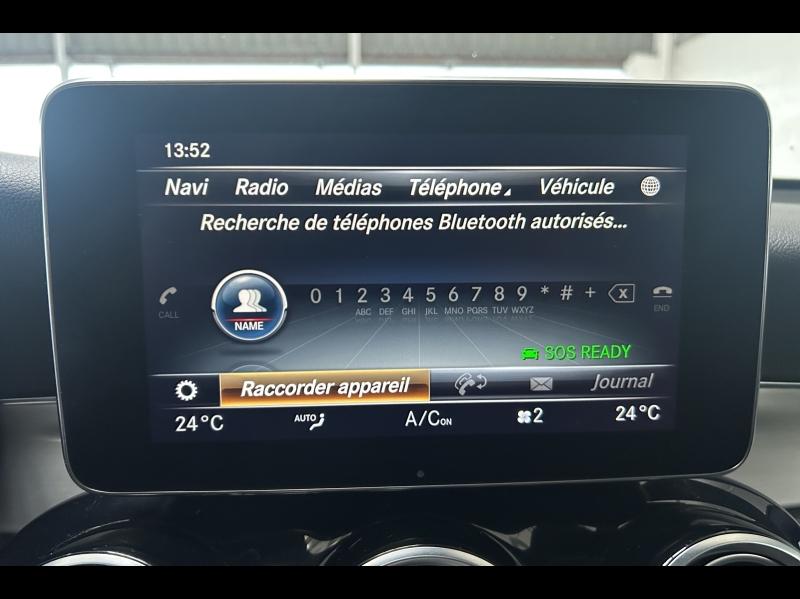 13:52
Navi Radio Médias Téléphone Véhicule
Recherche de téléphones Bluetooth autorisés...
0 1 2 3 4 5 6 7 8 9 * # + X
ABC DEF GHI JKL MNO PQRS TUV WXYZ
CALL
NAME
END
SOS READY
Raccorder appareil Journal
24°C AUTO A/C ON 2 24°C